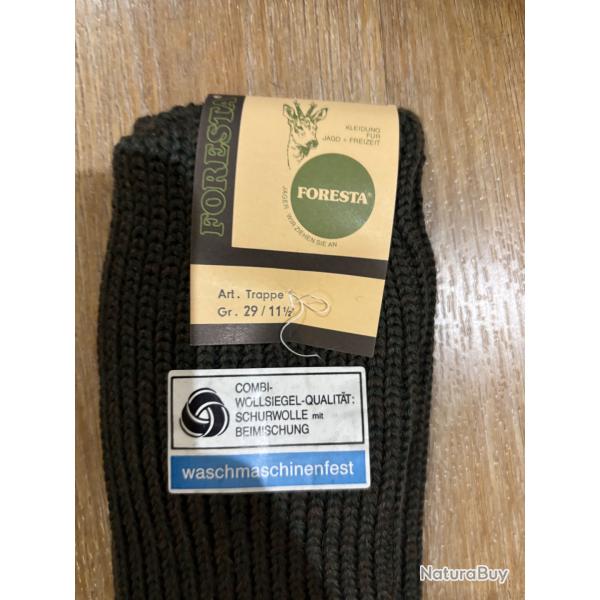 FORESTA
KLEIDUNG
FÜR
JAGD + FREIZEIT
FORESTA®
JÄGER WIR ZIEHEN SIE AN
Art. Trappe
Gr. 29 / 11½
COMBI-
WOLLSIEGEL-QUALITÄT:
SCHURWOLLE mit
BEIMISCHUNG
waschmaschinenfest
NaturaBuy